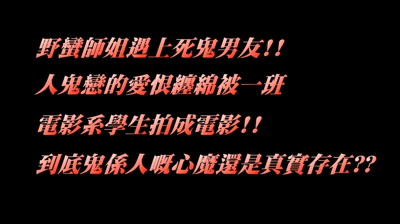 野蠻師姐遇上死鬼男友!!
人鬼戀的愛恨纏綿被一班
電影系學生拍成電影!!
到底鬼係人嘅心魔還是真實存在??